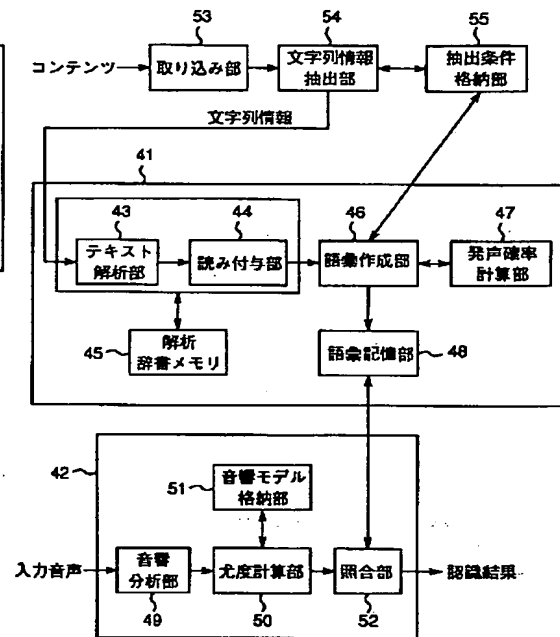 53
54
55
コンテンツ
取り込み部
文字列情報
抽出部
抽出条件
格納部
文字列情報
41
43
44
46
47
テキスト
解析部
読み付与部
語彙作成部
発声確率
計算部
45
解析
辞書メモリ
語彙記憶部
48
42
51
音響モデル
格納部
入力音声
音響
分析部
尤度計算部
照合部
認識結果
49
50
52